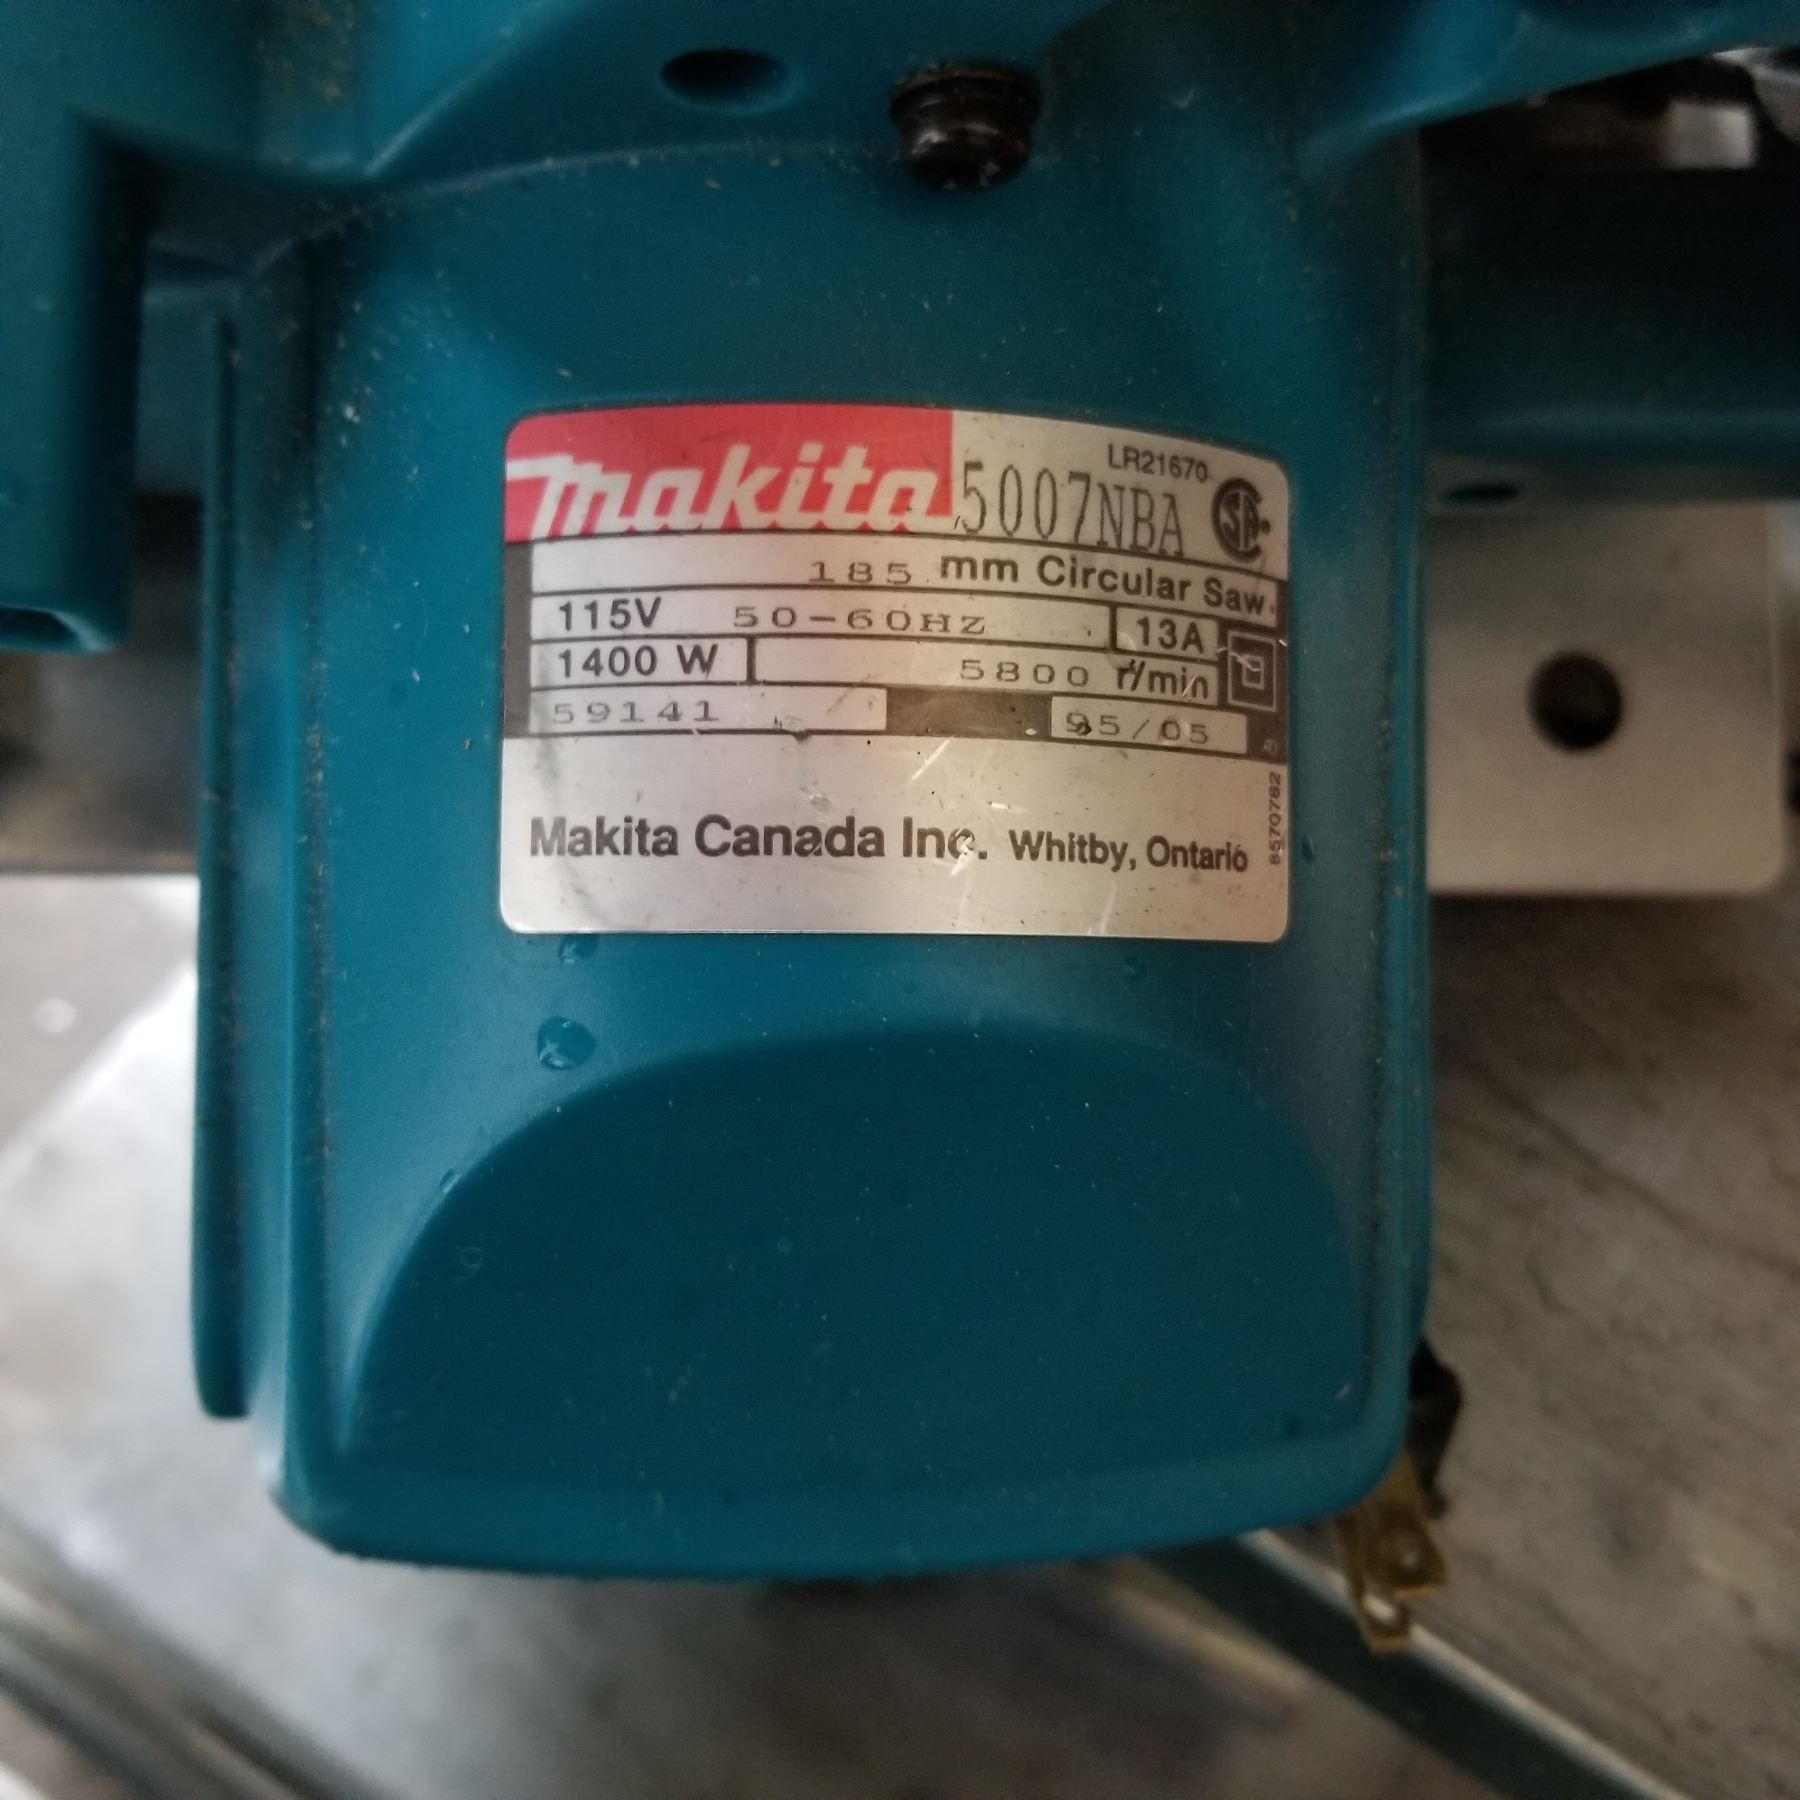 LR21670
makita 5007NBA
185 mm Circular Saw
115V 50-60HZ 13A
1400 W 5800 r/min
59141 95/05
Makita Canada Inc. Whitby, Ontario
8570782